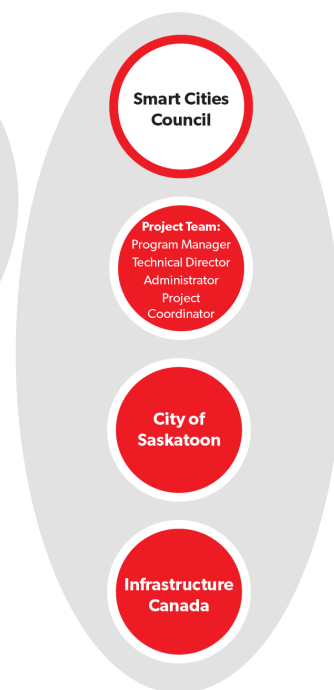 Smart Cities
Council
Project Team:
Program Manager
Technical Director
Administrator
Project
Coordinator
City of
Saskatoon
Infrastructure
Canada